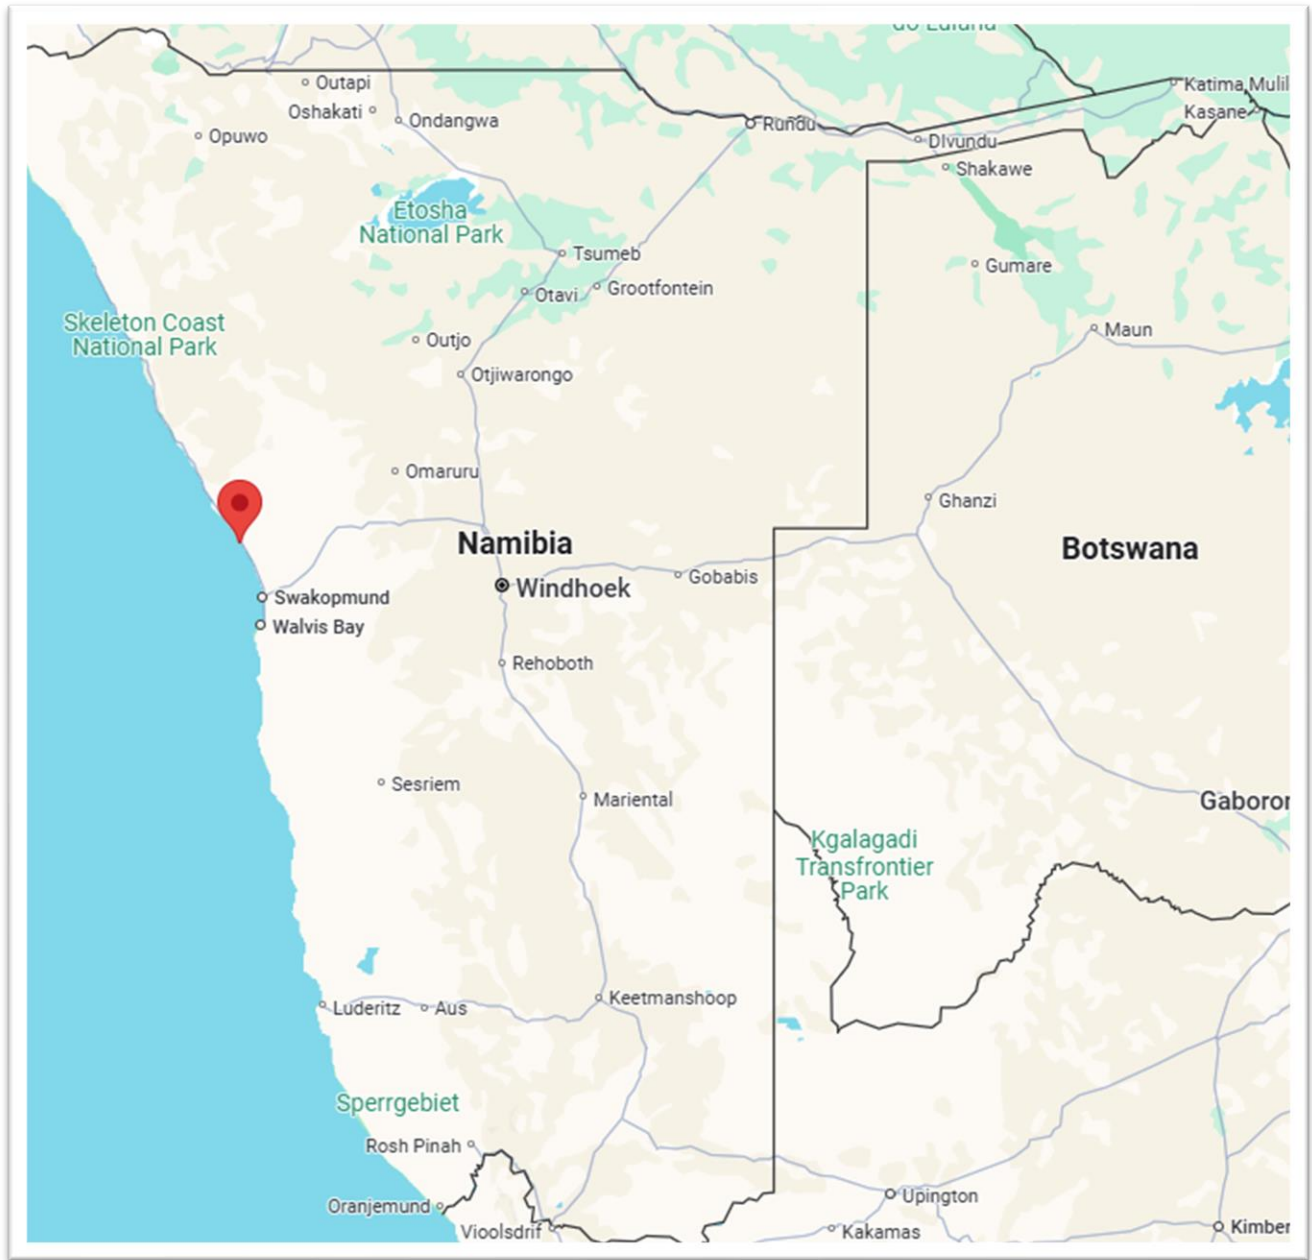 do Luiana
Outapi
Oshakati
Ondangwa
Opuwo
Rundu
Divundu
Katima Mulil
Kasane
Shakawe
Etosha
National Park
Tsumeb
Gumare
Otavi
Grootfontein
Skeleton Coast
National Park
Outjo
Maun
Otjiwarongo
Omaruru
Ghanzi
Namibia
Botswana
Gobabis
Windhoek
Swakopmund
Walvis Bay
Rehoboth
Sesriem
Mariental
Gaboror
Kgalagadi
Transfrontier
Park
Luderitz
Aus
Keetmanshoop
Sperrgebiet
Rosh Pinah
Oranjemund
Upington
Vioolsdrif
Kakamas
Kimber